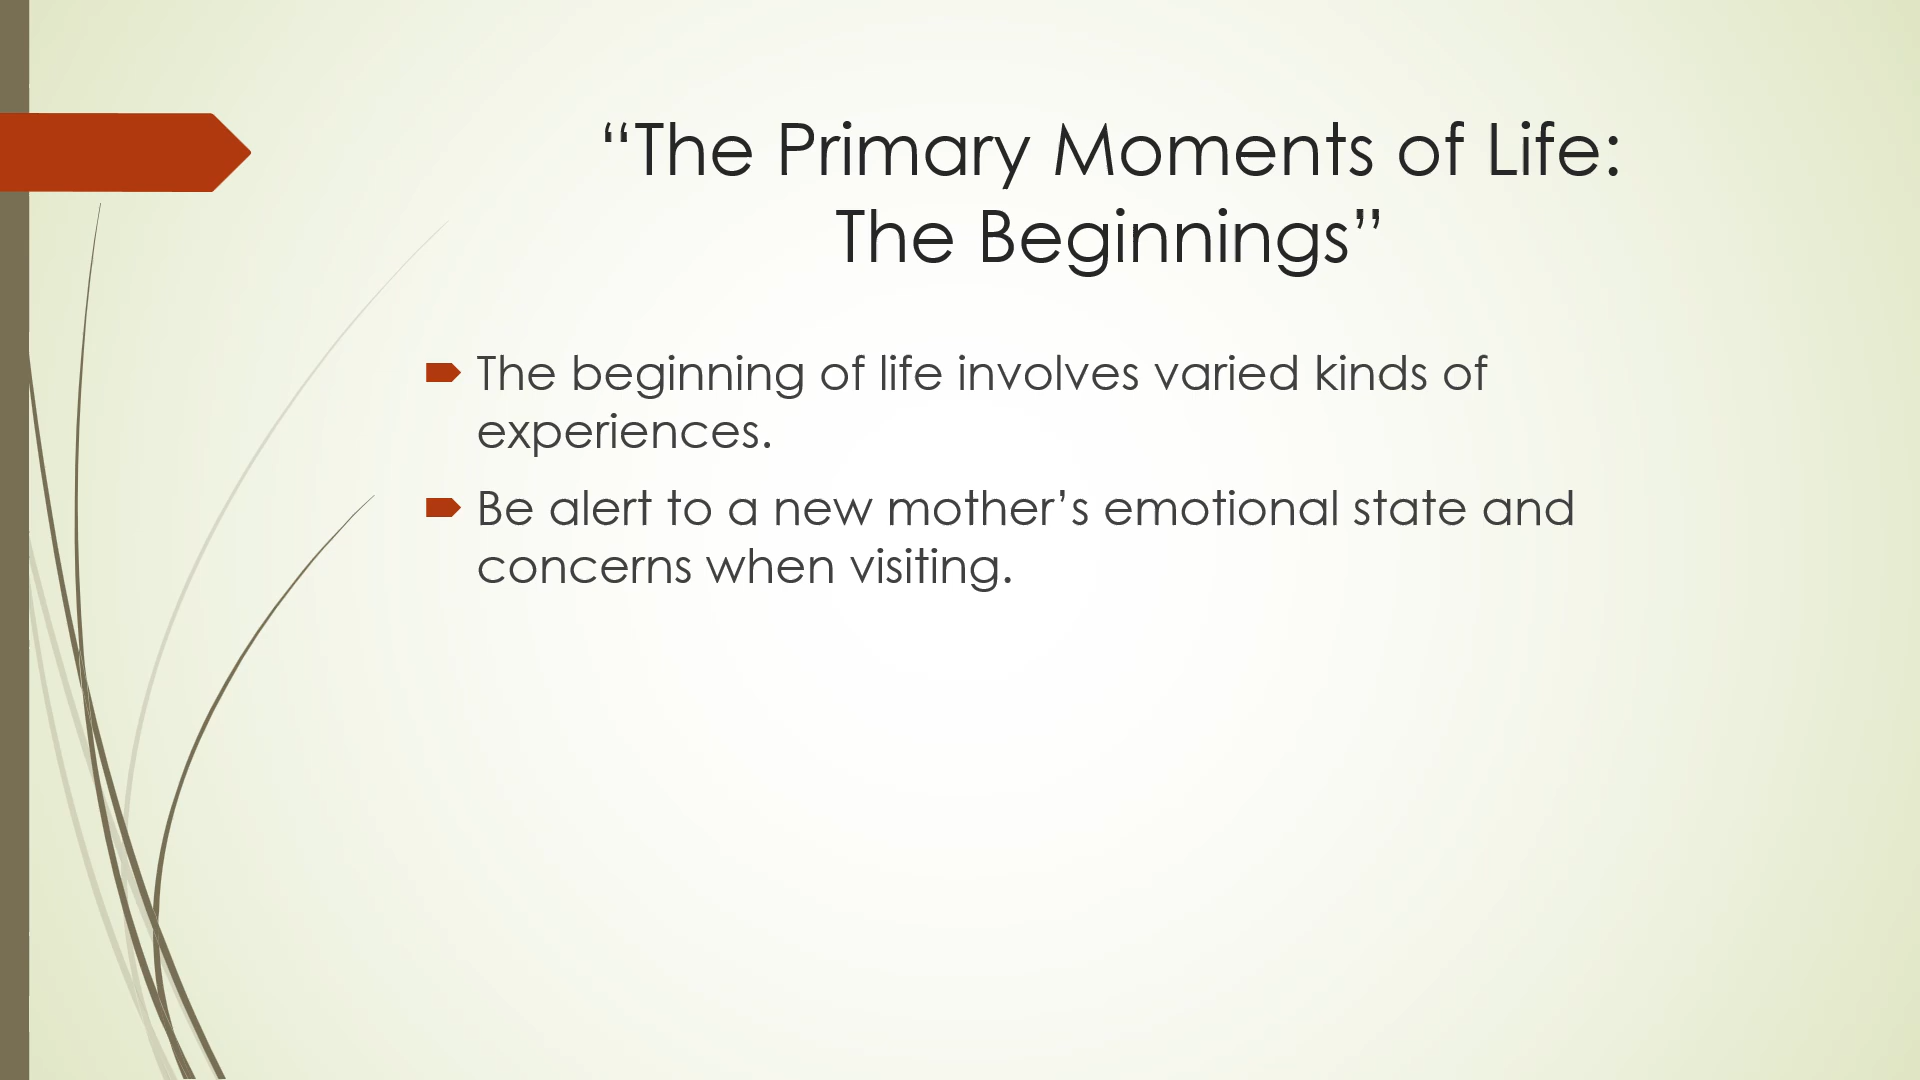 “The Primary Moments of Life:
The Beginnings”
The beginning of life involves varied kinds of
experiences.
Be alert to a new mother’s emotional state and
concerns when visiting.